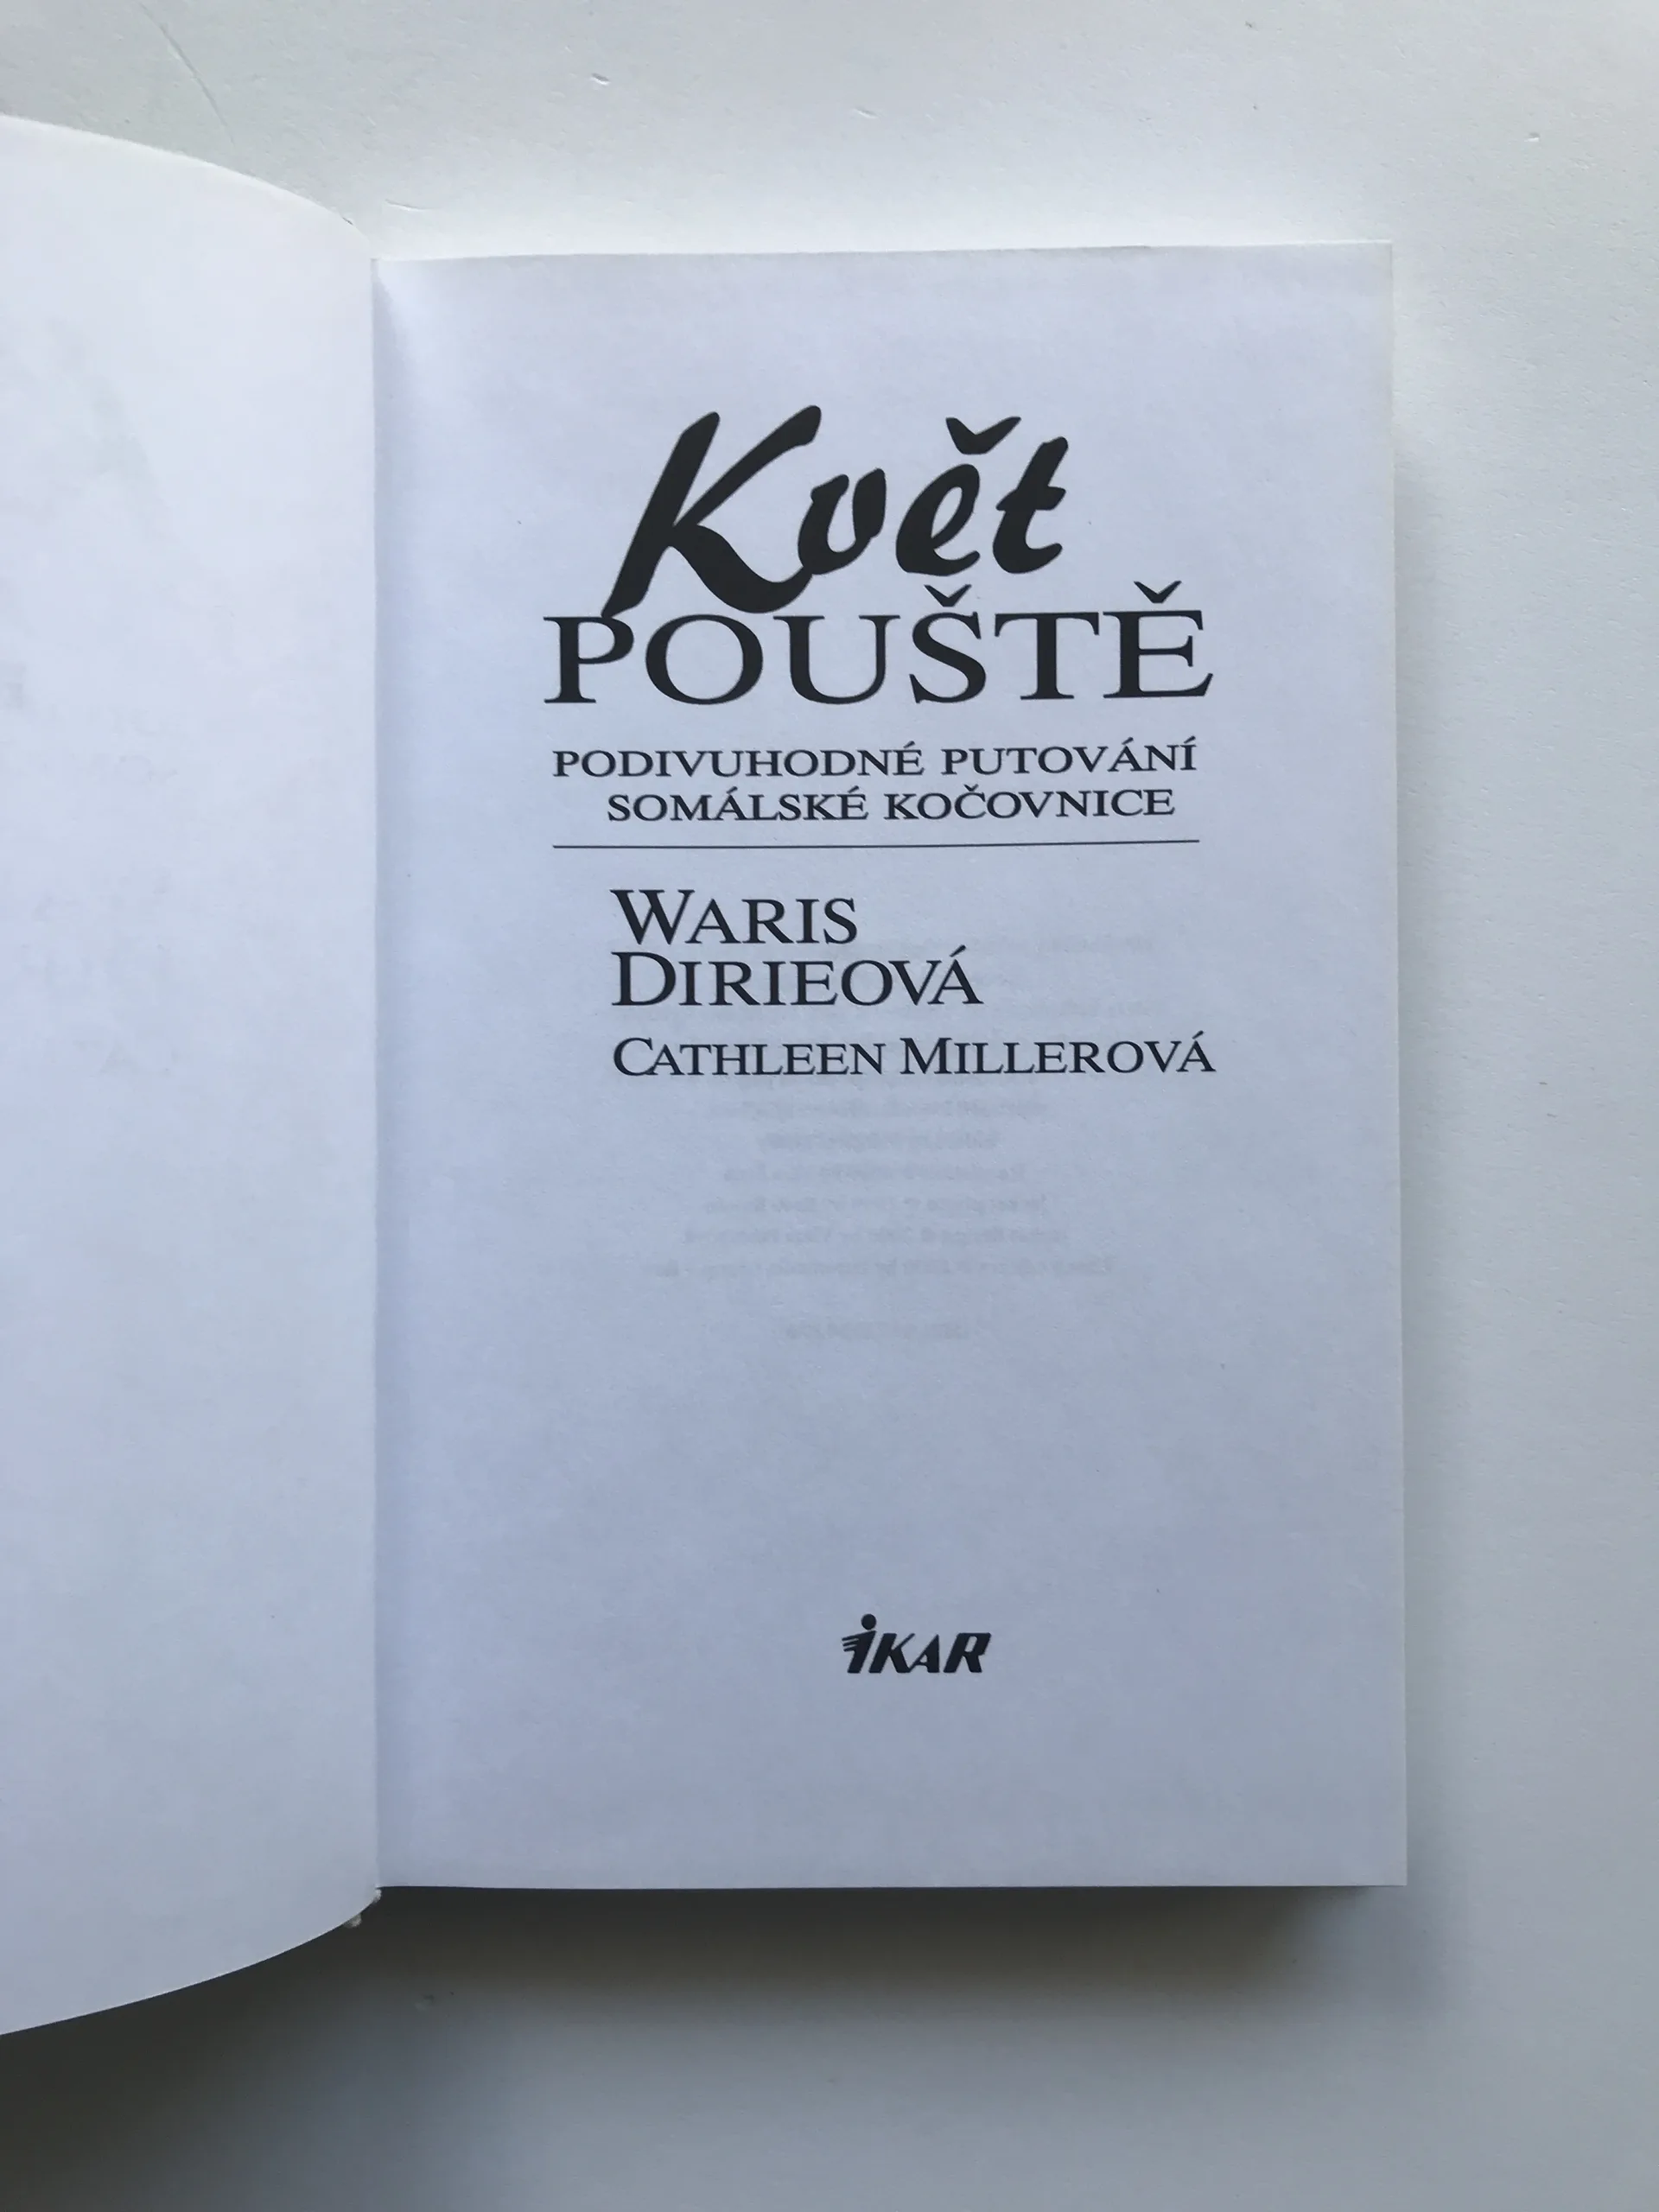 Květ
POUŠTĚ
PODIVUHODNÉ PUTOVÁNÍ
SOMÁLSKÉ KOČOVNICE
WARIS
DIRIEOVÁ
CATHLEEN MILLEROVÁ
IKAR